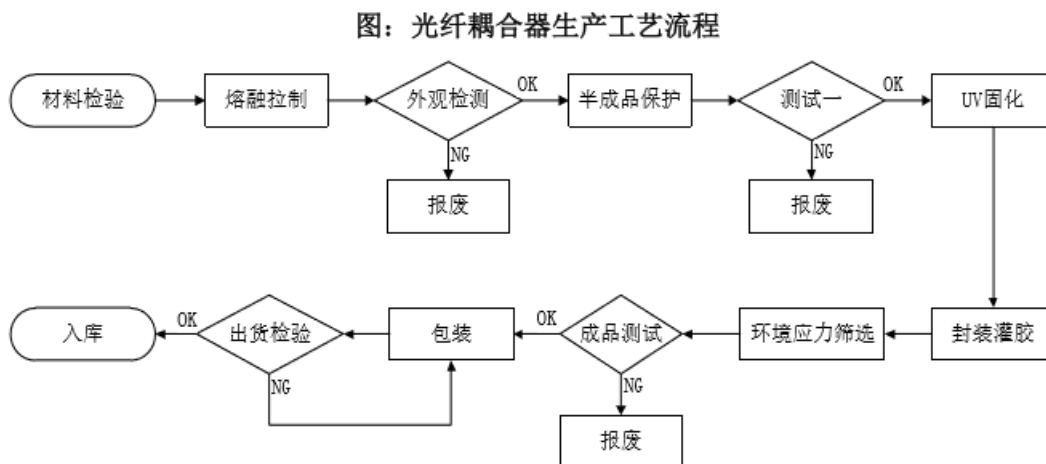 图：光纤耦合器生产工艺流程
材料检验
熔融拉制
外观检测
OK
半成品保护
测试一
OK
UV固化
NG
报废
NG
报废
入库
OK
出货检验
包装
OK
成品测试
环境应力筛选
封装灌胶
NG
NG
报废